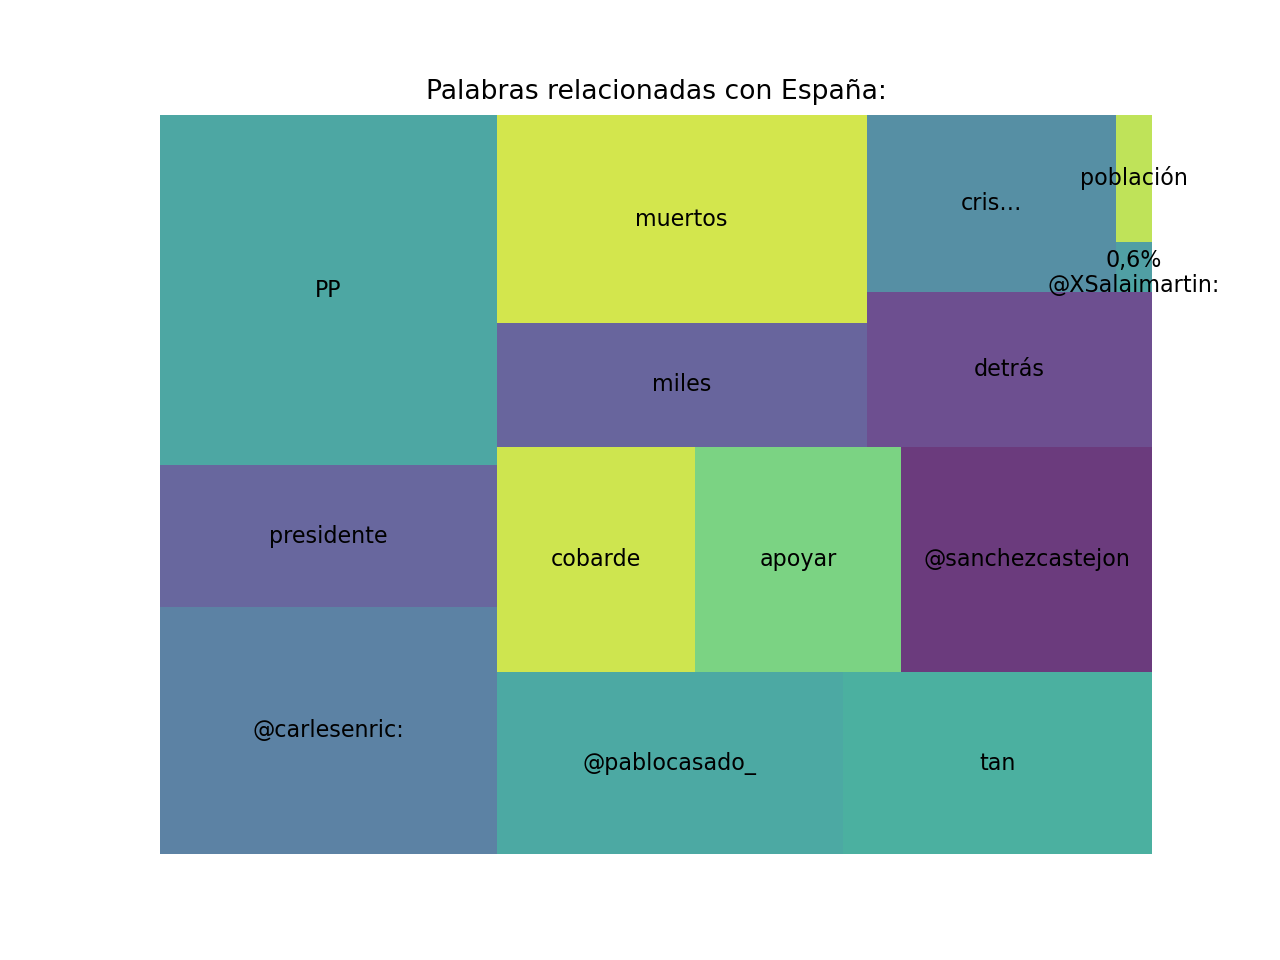 Palabras relacionadas con España:
PP
muertos
cris...
población
0,6%
@XSalaimartin:
miles
detrás
presidente
cobarde
apoyar
@sanchezcastejon
@carlesenric:
@pablocasado_
tan